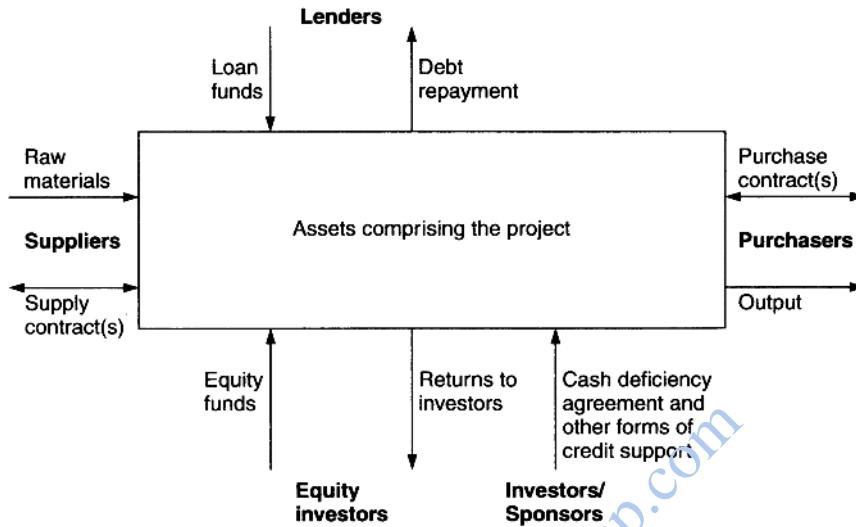 Lenders
Loan
funds
Debt
repayment
Raw
materials
Purchase
contract(s)
Assets comprising the project
Suppliers
Purchasers
Supply
contract(s)
Output
Equity
funds
Returns to
investors
Cash deficiency
agreement and
other forms of
credit support
Equity
investors
Investors/
Sponsors